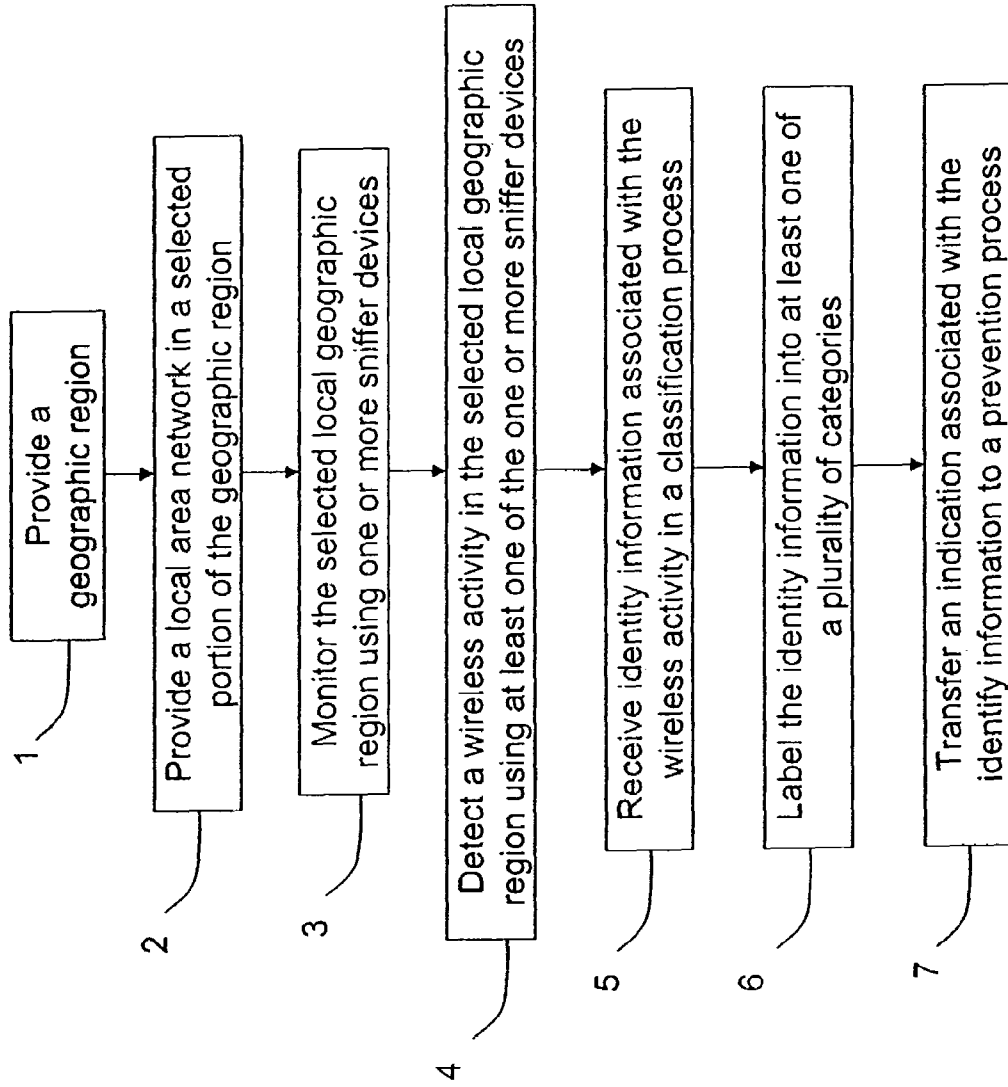 1
Provide a
geographic region
2
Provide a local area network in a selected
portion of the geographic region
3
Monitor the selected local geographic
region using one or more sniffer devices
4
Detect a wireless activity in the selected local geographic
region using at least one of the one or more sniffer devices
5
Receive identity information associated with the
wireless activity in a classification process
6
Label the identity information into at least one of
a plurality of categories
7
Transfer an indication associated with the
identify information to a prevention process